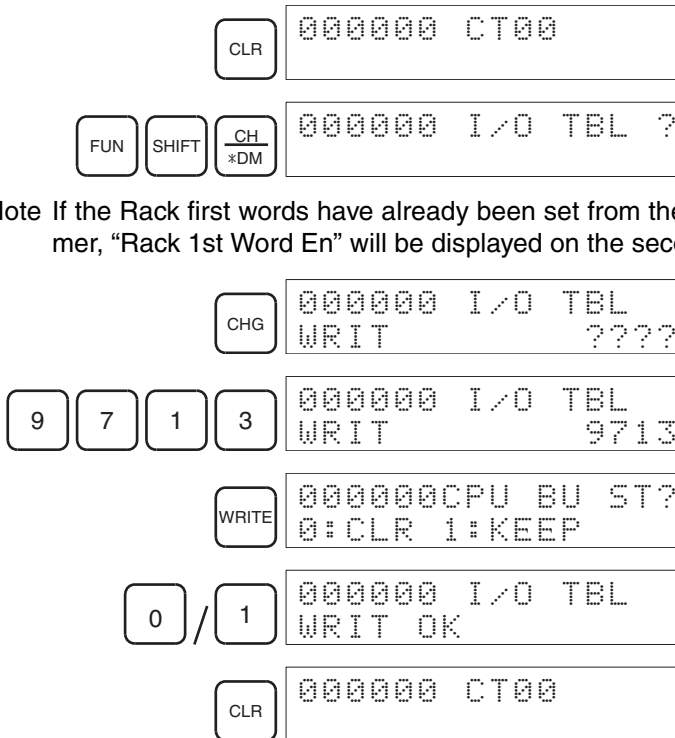 CLR 000000 CT00
FUN SHIFT CH 000000 I/O TBL ?
*DM
Note If the Rack first words have already been set from the
mer, “Rack 1st Word En” will be displayed on the seco
CHG 000000 I/O TBL
WRIT ????
9 7 1 3 000000 I/O TBL
WRIT 9713
WRITE 000000CPU BU ST?
0:CLR 1:KEEP
0 / 1 000000 I/O TBL
WRIT OK
CLR 000000 CT00